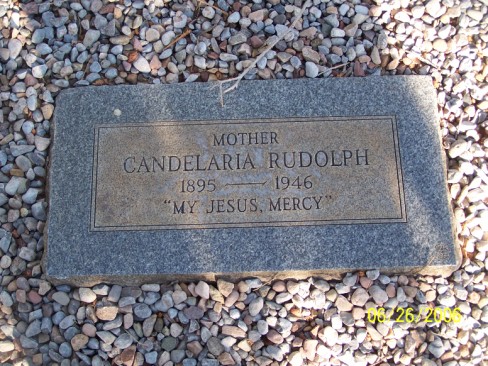 MOTHER
CANDELARIA RUDOLPH
1895 — 1946
"MY JESUS, MERCY"
06.26.2006